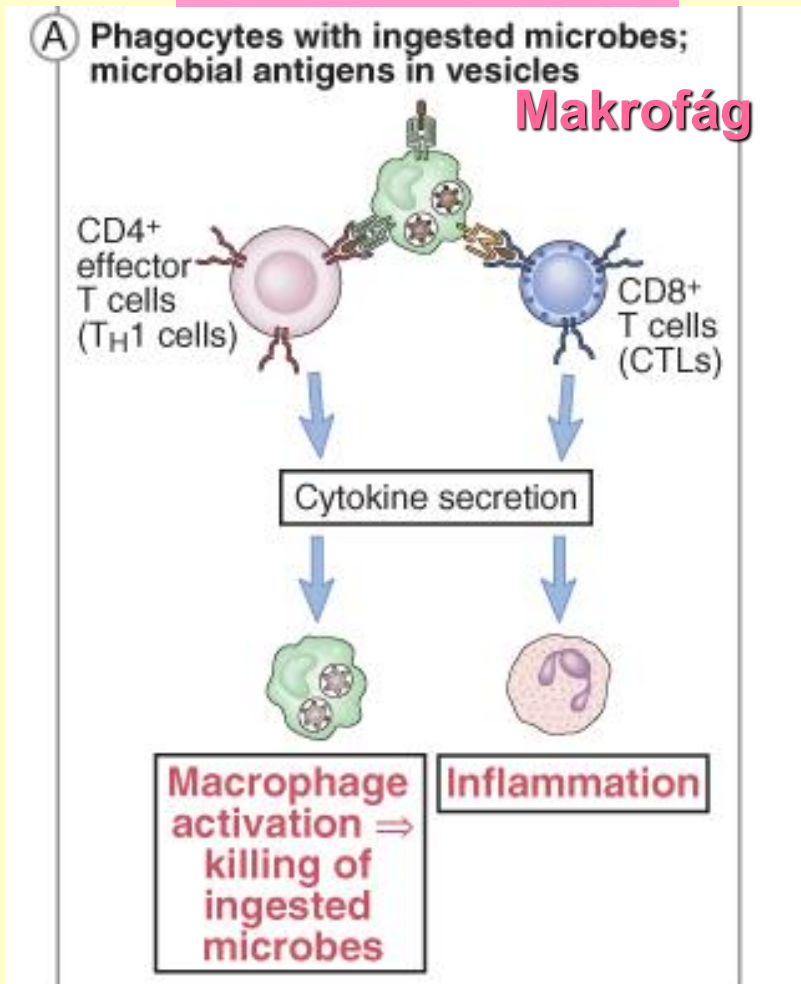 A Phagocytes with ingested microbes;
microbial antigens in vesicles
Makrofág
CD4+
effector
T cells
(TH1 cells)
CD8+
T cells
(CTLs)
Cytokine secretion
Macrophage
activation ⇒
killing of
ingested
microbes
Inflammation